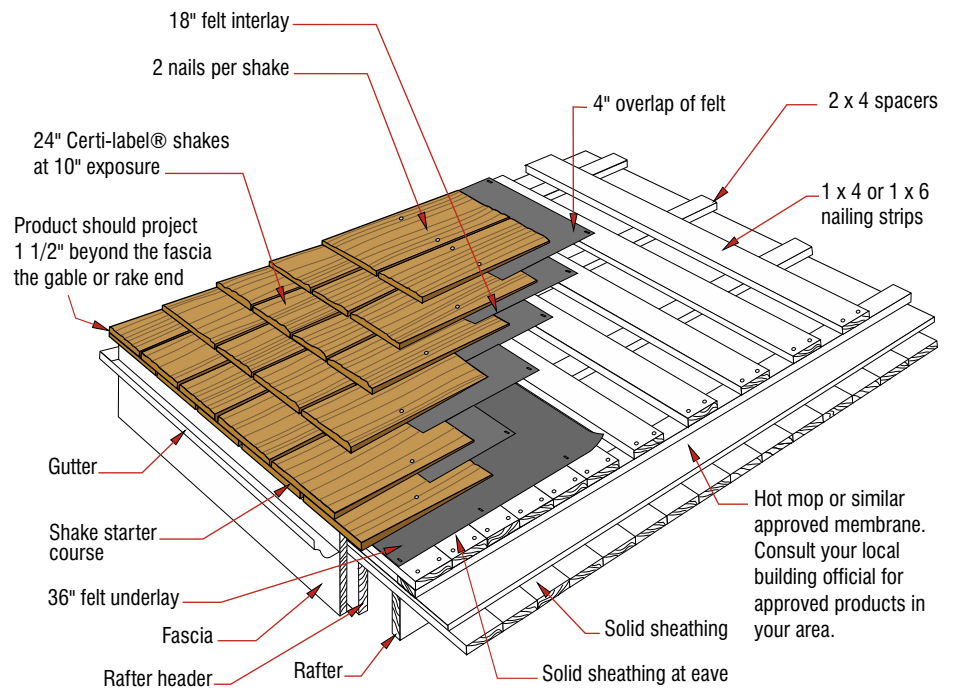 18" felt interlay
2 nails per shake
4" overlap of felt
2 x 4 spacers
24" Certi-label® shakes
at 10" exposure
1 x 4 or 1 x 6
nailing strips
Product should project
1 1/2" beyond the fascia
the gable or rake end
Gutter
Shake starter
course
36" felt underlay
Fascia
Rafter header
Rafter
Solid sheathing at eave
Solid sheathing
Hot mop or similar
approved membrane.
Consult your local
building official for
approved products in
your area.